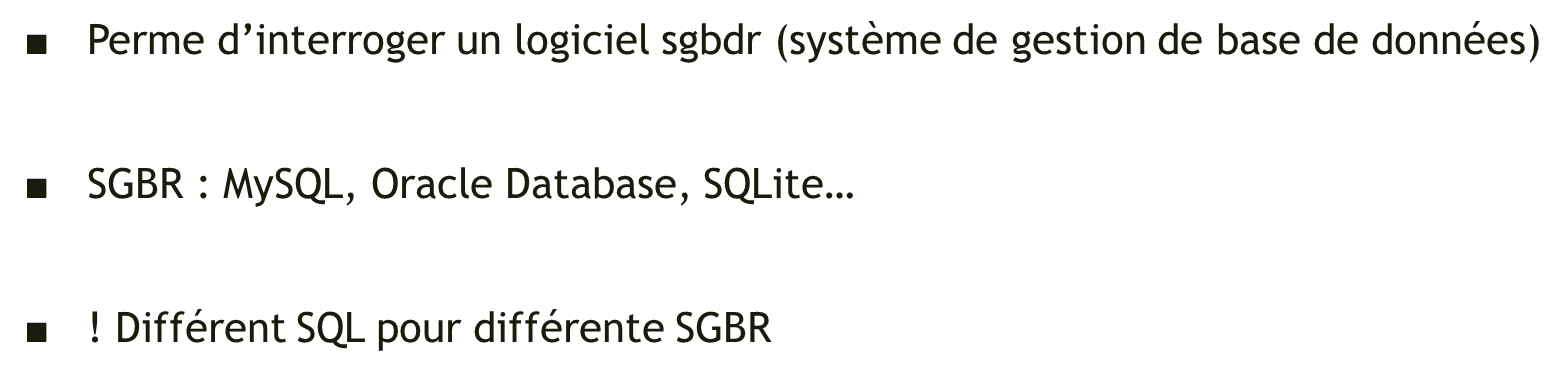 ▪ Perme d’interroger un logiciel sgbdr (système de gestion de base de données)
▪ SGBR : MySQL, Oracle Database, SQLite…
▪ ! Différent SQL pour différente SGBR